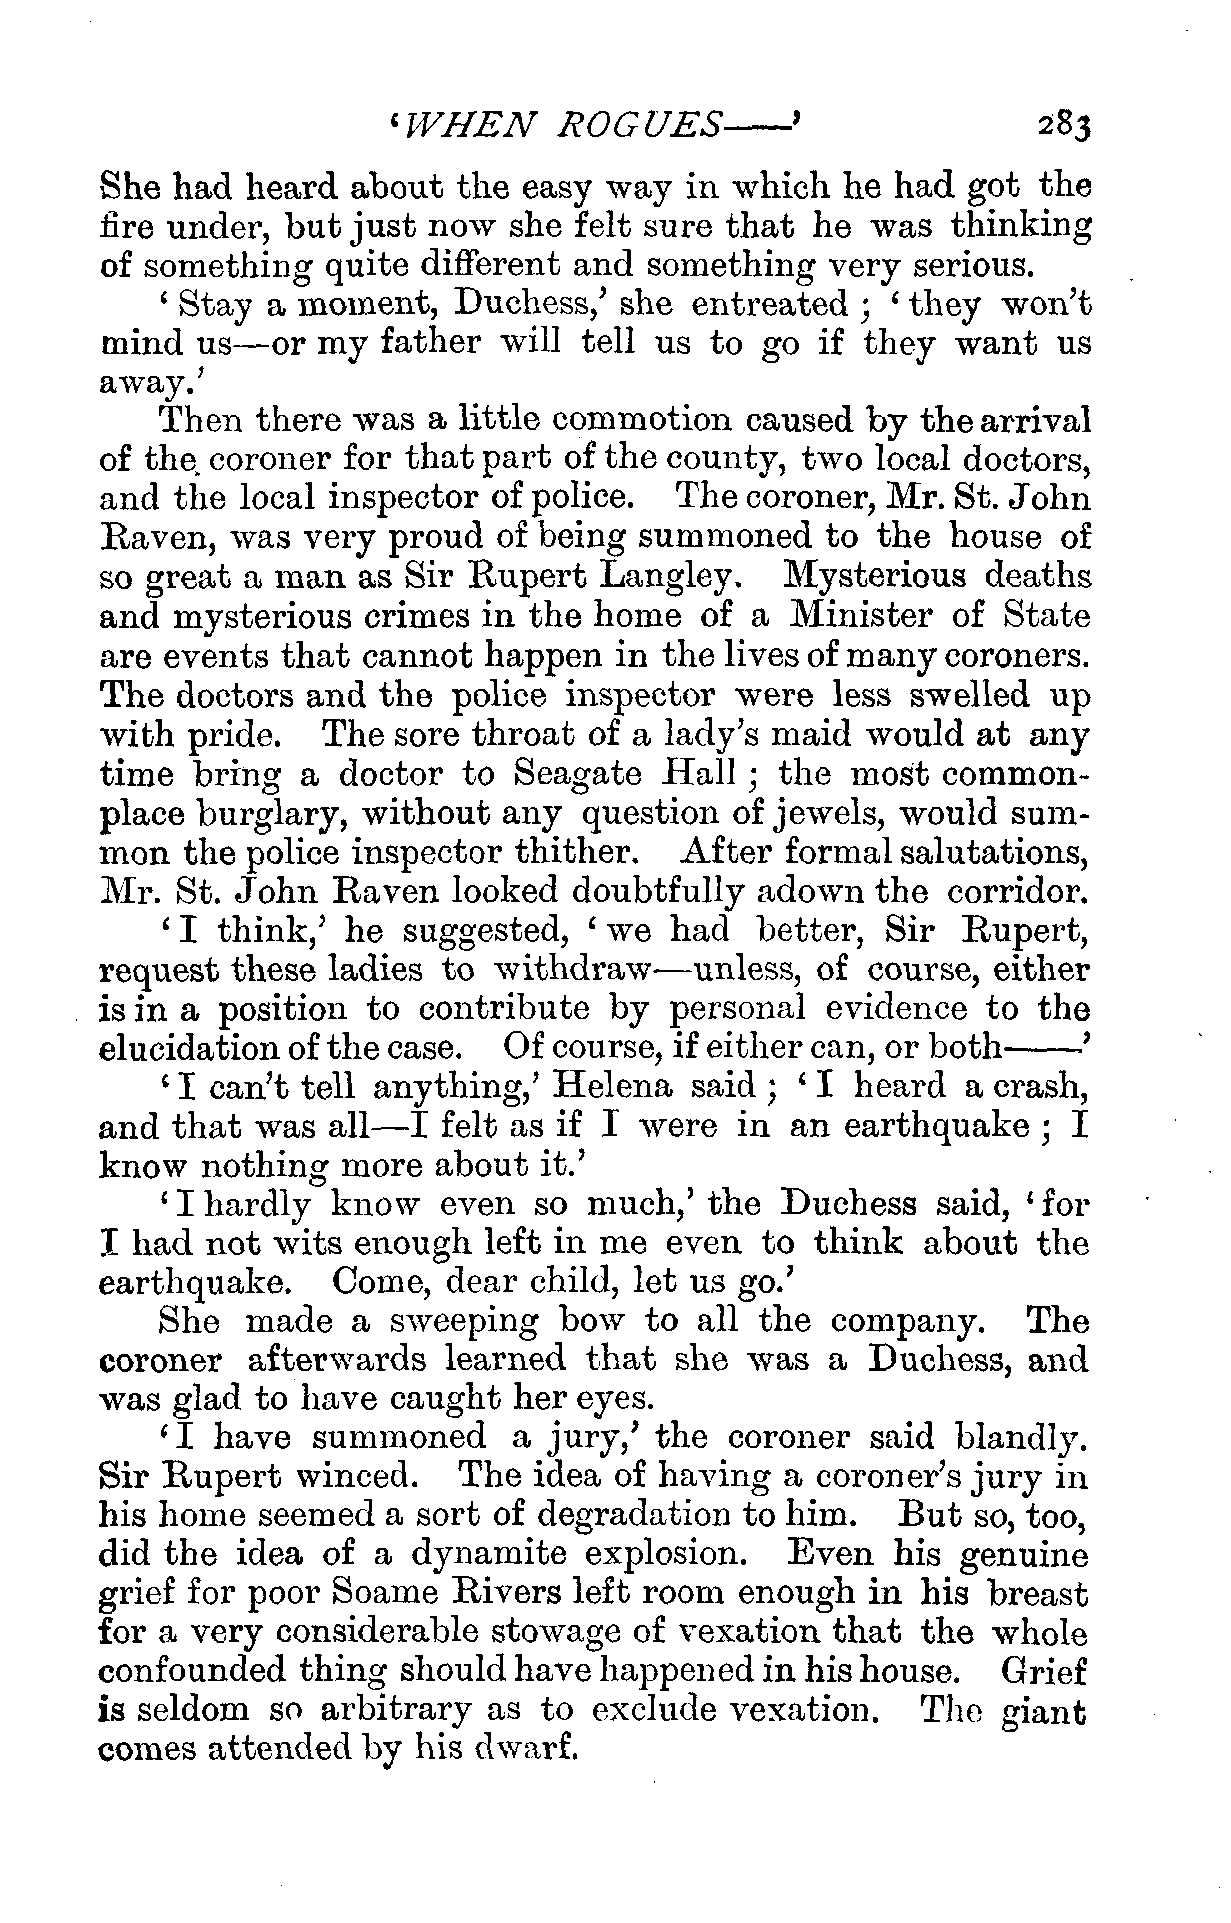 ‘WHEN ROGUES——’ 283
She had heard about the easy way in which he had got the
fire under, but just now she felt sure that he was thinking
of something quite different and something very serious.
‘Stay a moment, Duchess,’ she entreated; ‘they won’t
mind us—or my father will tell us to go if they want us
away.’
Then there was a little commotion caused by the arrival
of the coroner for that part of the county, two local doctors,
and the local inspector of police. The coroner, Mr. St. John
Raven, was very proud of being summoned to the house of
so great a man as Sir Rupert Langley. Mysterious deaths
and mysterious crimes in the home of a Minister of State
are events that cannot happen in the lives of many coroners.
The doctors and the police inspector were less swelled up
with pride. The sore throat of a lady’s maid would at any
time bring a doctor to Seagate Hall; the most common-
place burglary, without any question of jewels, would sum-
mon the police inspector thither. After formal salutations,
Mr. St. John Raven looked doubtfully adown the corridor.
‘I think,’ he suggested, ‘we had better, Sir Rupert,
request these ladies to withdraw—unless, of course, either
is in a position to contribute by personal evidence to the
elucidation of the case. Of course, if either can, or both——’
‘I can’t tell anything,’ Helena said; ‘I heard a crash,
and that was all—I felt as if I were in an earthquake; I
know nothing more about it.’
‘I hardly know even so much,’ the Duchess said, ‘for
I had not wits enough left in me even to think about the
earthquake. Come, dear child, let us go.’
She made a sweeping bow to all the company. The
coroner afterwards learned that she was a Duchess, and
was glad to have caught her eyes.
‘I have summoned a jury,’ the coroner said blandly.
Sir Rupert winced. The idea of having a coroner’s jury in
his home seemed a sort of degradation to him. But so, too,
did the idea of a dynamite explosion. Even his genuine
grief for poor Soame Rivers left room enough in his breast
for a very considerable stowage of vexation that the whole
confounded thing should have happened in his house. Grief
is seldom so arbitrary as to exclude vexation. The giant
comes attended by his dwarf.